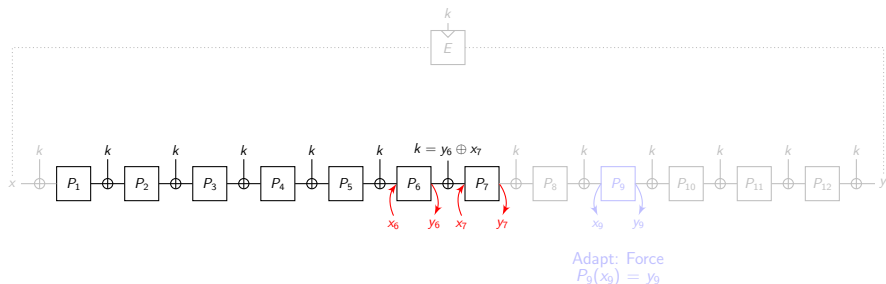 k
E
k k k k k k k = y₆ ⊕ x₇ k k k k k k
x P₁ P₂ P₃ P₄ P₅ P₆ P₇ P₈ P₉ P₁₀ P₁₁ P₁₂ y
x₆ y₆ x₇ y₇ x₉ y₉
Adapt: Force
P₉(x₉) = y₉